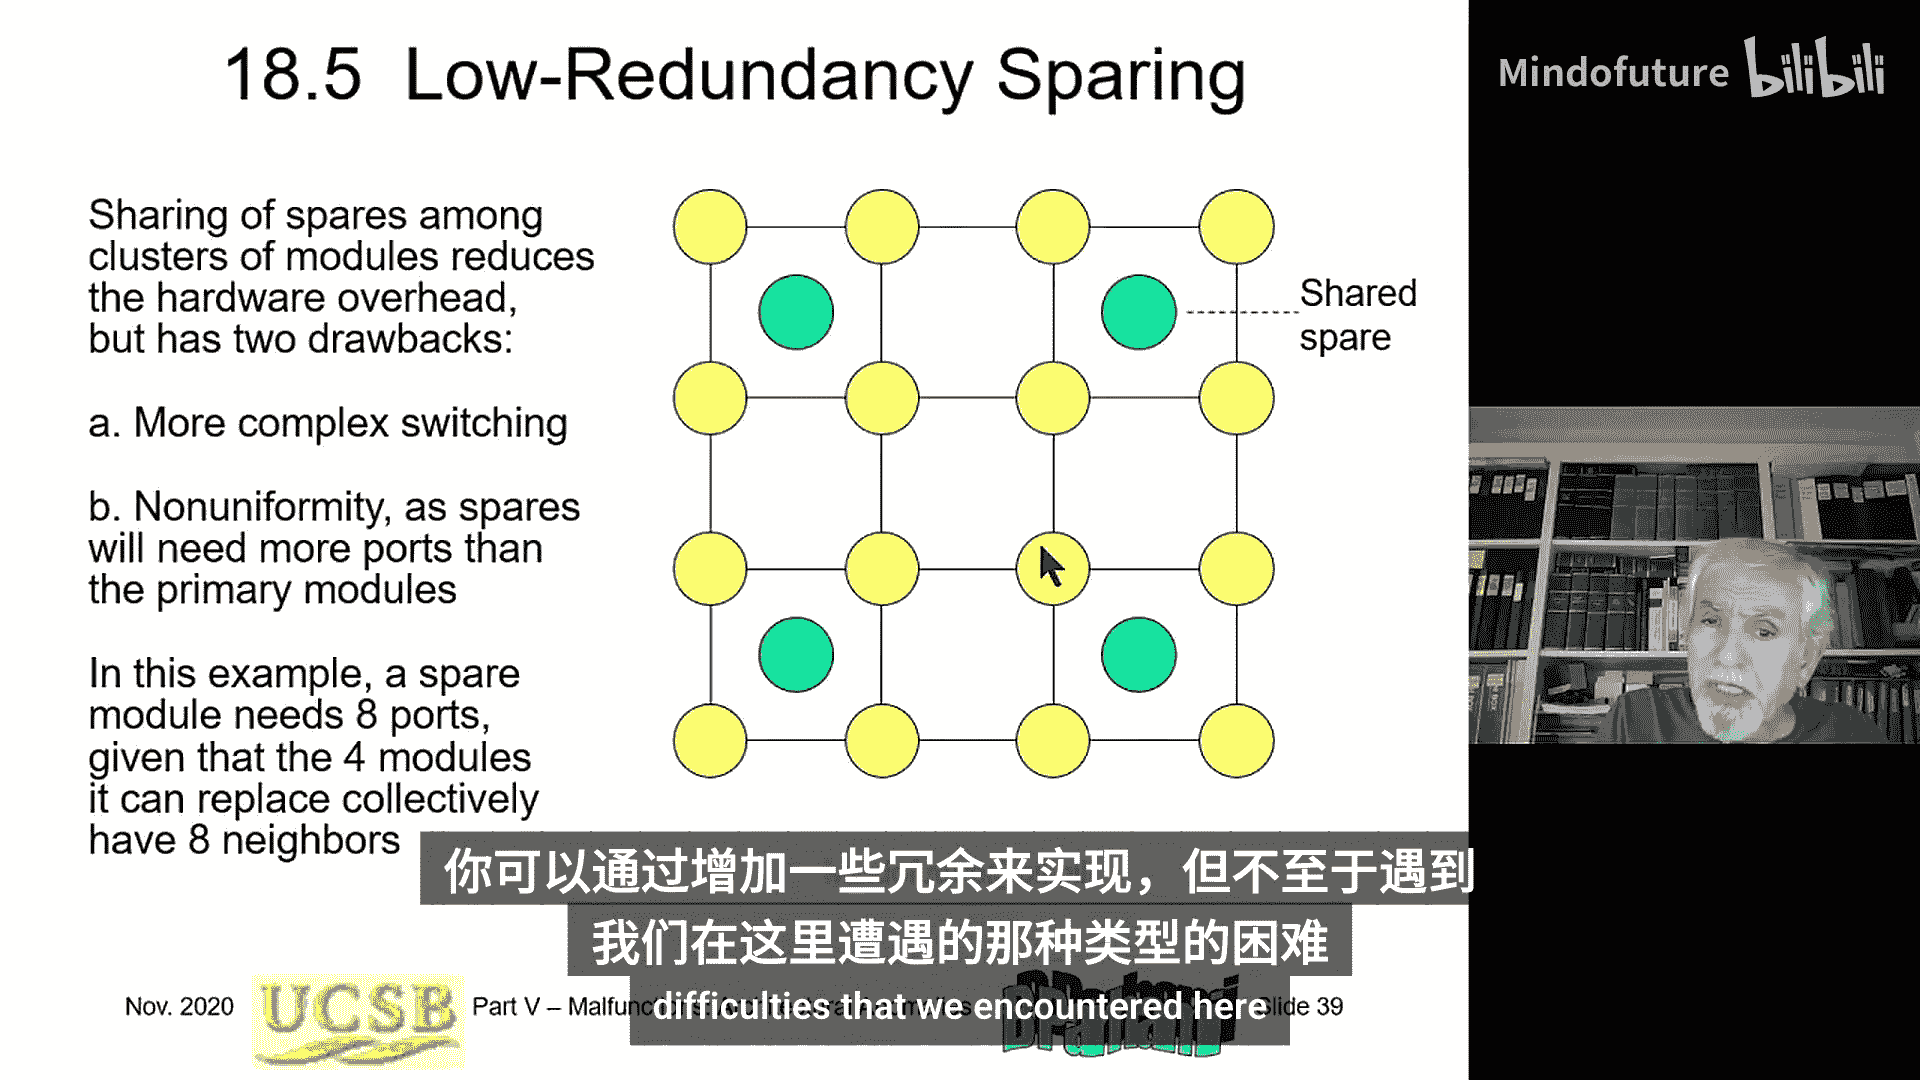 18.5 Low-Redundancy Sparing
Mindofuture bilibili
Sharing of spares among
clusters of modules reduces
the hardware overhead,
but has two drawbacks:
a. More complex switching
b. Nonuniformity, as spares
will need more ports than
the primary modules
In this example, a spare
module needs 8 ports,
given that the 4 modules
it can replace collectively
have 8 neighbors
Shared
spare
你可以通过增加一些冗余来实现，但不至于遇到
我们在这里遭遇的那种类型的困难
difficulties that we encountered here
Nov. 2020
UCSB
Part V – Malfunctions:
Slide 39